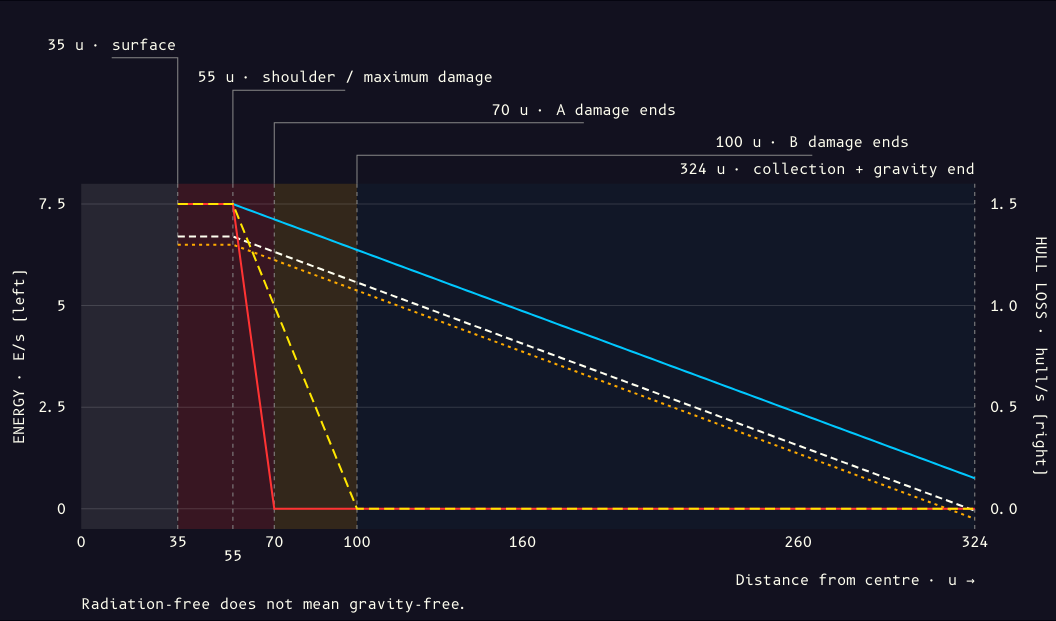 35 u · surface
55 u · shoulder / maximum damage
70 u · A damage ends
100 u · B damage ends
324 u · collection + gravity end
7.5
5
2.5
0
1.5
1.0
0.5
0.0
ENERGY · E/s [left]
HULL LOSS · hull/s [right]
0 35 70 100 160 260 324
55
Distance from centre · u →
Radiation-free does not mean gravity-free.